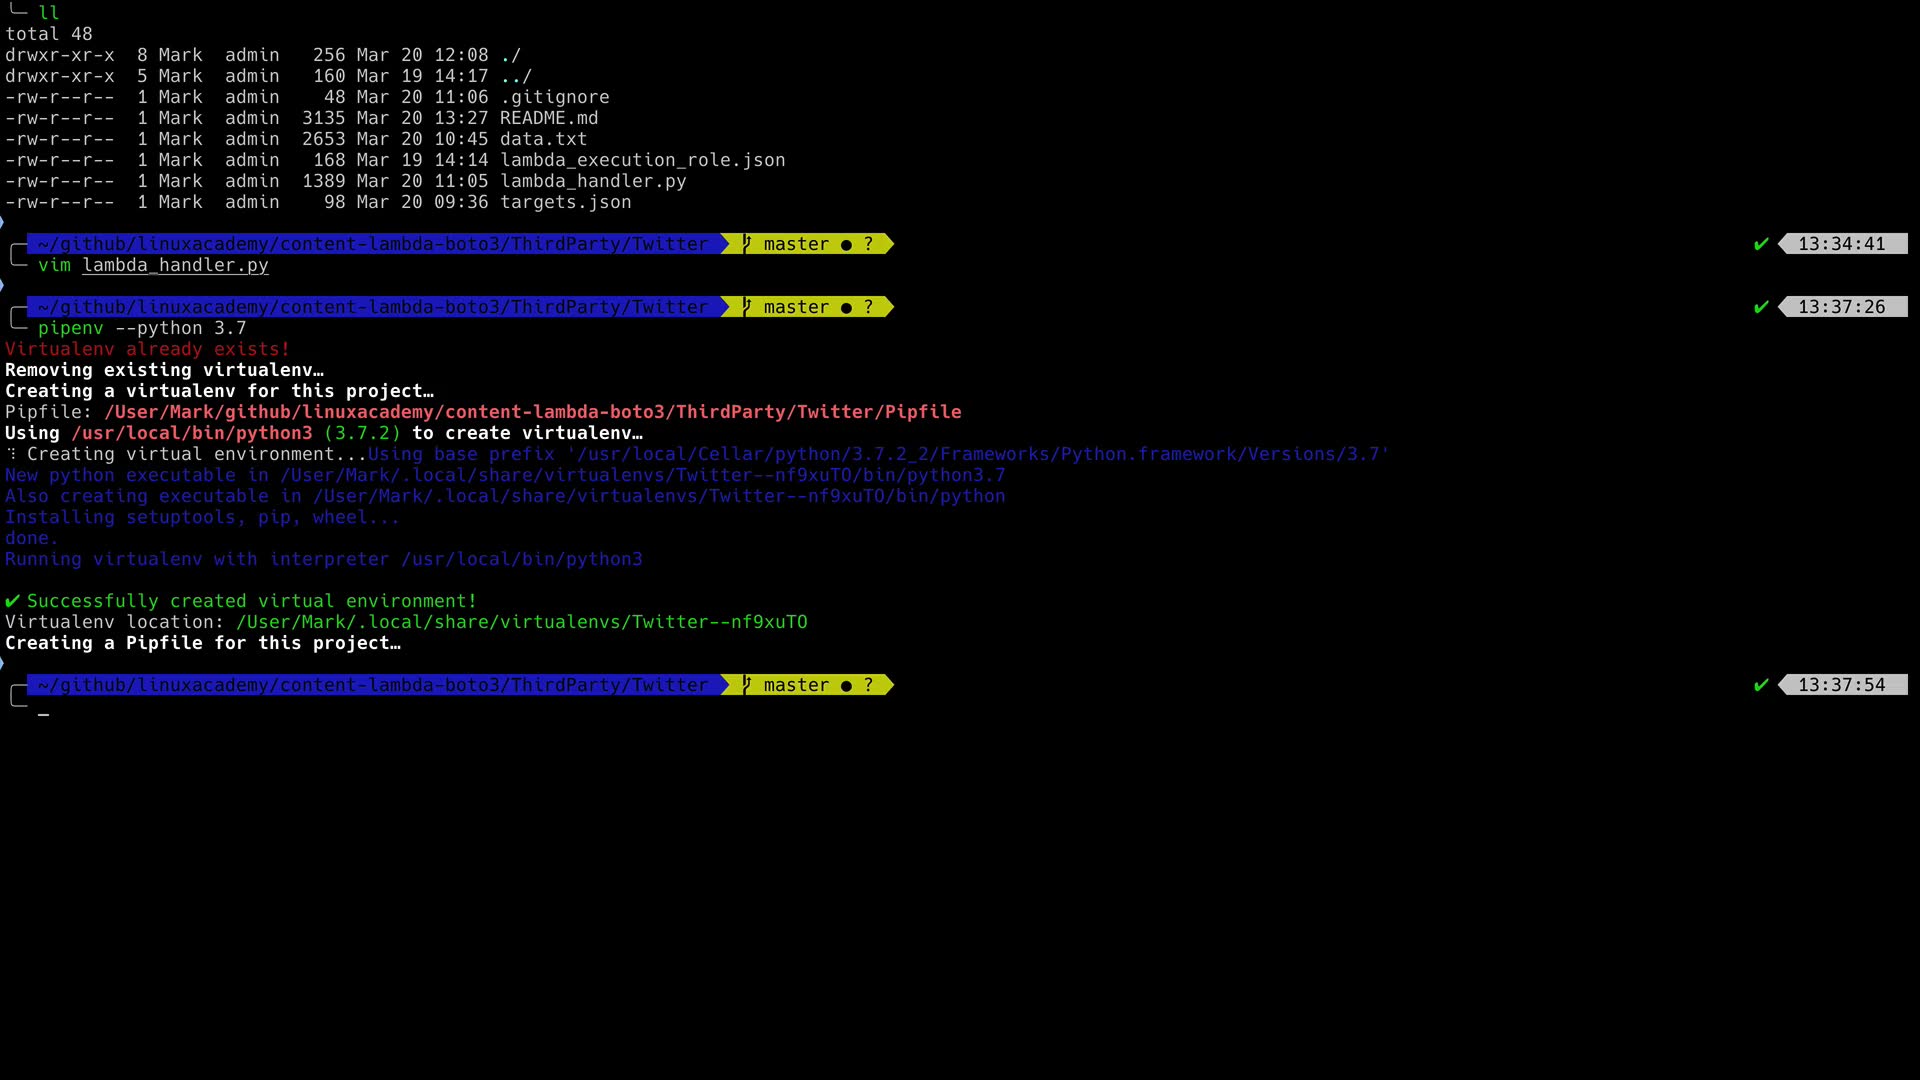 ll
total 48
drwxr-xr-x  8 Mark  admin   256 Mar 20 12:08 ./
drwxr-xr-x  5 Mark  admin   160 Mar 19 14:17 ../
-rw-r--r--  1 Mark  admin    48 Mar 20 11:06 .gitignore
-rw-r--r--  1 Mark  admin  3135 Mar 20 13:27 README.md
-rw-r--r--  1 Mark  admin  2653 Mar 20 10:45 data.txt
-rw-r--r--  1 Mark  admin   168 Mar 19 14:14 lambda_execution_role.json
-rw-r--r--  1 Mark  admin  1389 Mar 20 11:05 lambda_handler.py
-rw-r--r--  1 Mark  admin    98 Mar 20 09:36 targets.json
~/github/linuxacademy/content-lambda-boto3/ThirdParty/Twitter master ● ? ✔ 13:34:41
vim lambda_handler.py
~/github/linuxacademy/content-lambda-boto3/ThirdParty/Twitter master ● ? ✔ 13:37:26
pipenv --python 3.7
Virtualenv already exists!
Removing existing virtualenv…
Creating a virtualenv for this project…
Pipfile: /User/Mark/github/linuxacademy/content-lambda-boto3/ThirdParty/Twitter/Pipfile
Using /usr/local/bin/python3 (3.7.2) to create virtualenv…
⠹ Creating virtual environment...Using base prefix '/usr/local/Cellar/python/3.7.2_2/Frameworks/Python.framework/Versions/3.7'
New python executable in /User/Mark/.local/share/virtualenvs/Twitter--nf9xuTO/bin/python3.7
Also creating executable in /User/Mark/.local/share/virtualenvs/Twitter--nf9xuTO/bin/python
Installing setuptools, pip, wheel...
done.
Running virtualenv with interpreter /usr/local/bin/python3
✔ Successfully created virtual environment!
Virtualenv location: /User/Mark/.local/share/virtualenvs/Twitter--nf9xuTO
Creating a Pipfile for this project…
~/github/linuxacademy/content-lambda-boto3/ThirdParty/Twitter master ● ? ✔ 13:37:54